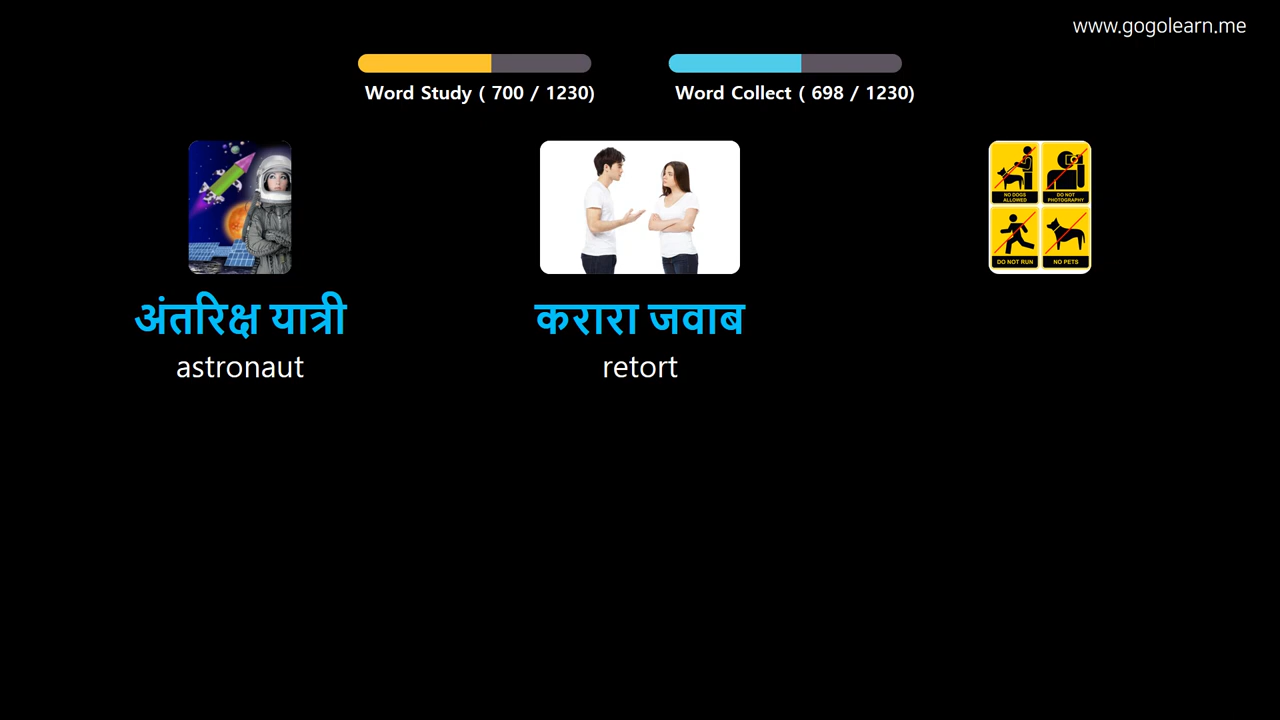 www.gogolearn.me
Word Study ( 700 / 1230)
Word Collect ( 698 / 1230)
NO DOGS
ALLOWED
DO NOT
PHOTOGRAPHY
DO NOT RUN
NO PETS
अंतरिक्ष यात्री
astronaut
करारा जवाब
retort